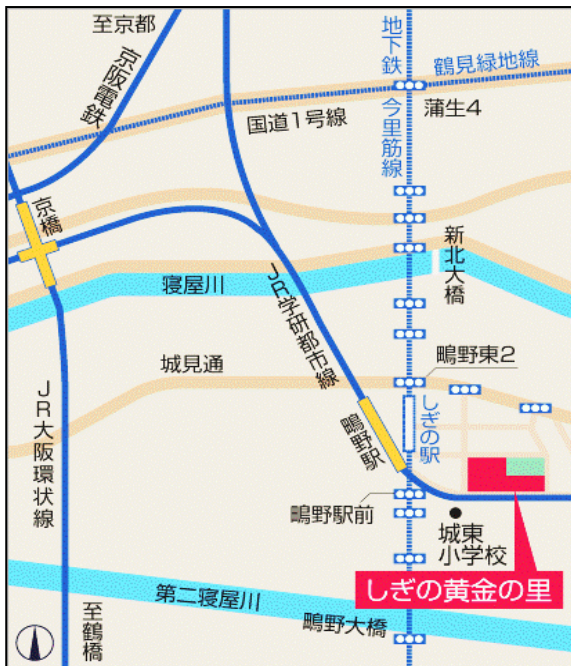 至京都
京阪電鉄
地下鉄
今里筋線
鶴見緑地線
国道1号線
蒲生4
京橋
新北大橋
寝屋川
JR学研都市線
城見通
鴫野東2
しぎの駅
鴫野駅
JR大阪環状線
鴫野駅前
城東
小学校
しぎの黄金の里
第二寝屋川
鴫野大橋
至鶴橋